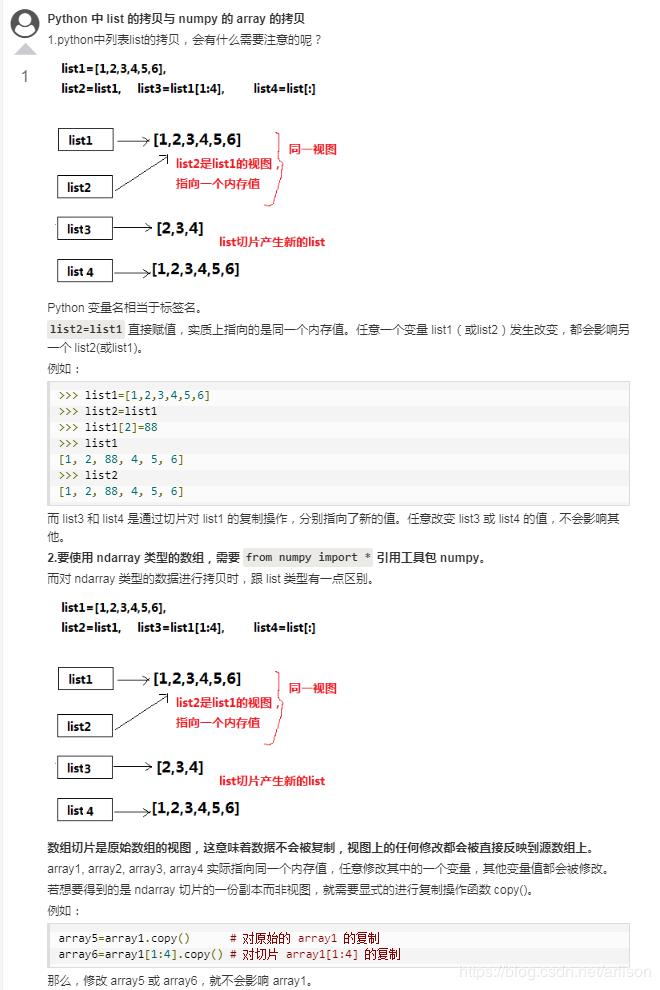 Python 中 list 的拷贝与 numpy 的 array 的拷贝
1.python中列表list的拷贝，会有什么需要注意的呢？
1
list1=[1,2,3,4,5,6],
list2=list1, list3=list1[1:4], list4=list[:]
list1
[1,2,3,4,5,6]
同一视图
list2是list1的视图，
指向一个内存值
list2
list3
[2,3,4]
list切片产生新的list
list 4
[1,2,3,4,5,6]
Python 变量名相当于标签名。
list2=list1 直接赋值，实质上指向的是同一个内存值。任意一个变量 list1（或list2）发生改变，都会影响另
一个 list2(或list1)。
例如：
>>> list1=[1,2,3,4,5,6]
>>> list2=list1
>>> list1[2]=88
>>> list1
[1, 2, 88, 4, 5, 6]
>>> list2
[1, 2, 88, 4, 5, 6]
而 list3 和 list4 是通过切片对 list1 的复制操作，分别指向了新的值。任意改变 list3 或 list4 的值，不会影响其
他。
2.要使用 ndarray 类型的数组，需要 from numpy import * 引用工具包 numpy。
而对 ndarray 类型的数据进行拷贝时，跟 list 类型有一点区别。
list1=[1,2,3,4,5,6],
list2=list1, list3=list1[1:4], list4=list[:]
list1
[1,2,3,4,5,6]
同一视图
list2是list1的视图，
指向一个内存值
list2
list3
[2,3,4]
list切片产生新的list
list 4
[1,2,3,4,5,6]
数组切片是原始数组的视图，这意味着数据不会被复制，视图上的任何修改都会被直接反映到源数组上。
array1, array2, array3, array4 实际指向同一个内存值，任意修改其中的一个变量，其他变量值都会被修改。
若想要得到的是 ndarray 切片的一份副本而非视图，就需要显式的进行复制操作函数 copy()。
例如：
array5=array1.copy() # 对原始的 array1 的复制
array6=array1[1:4].copy() # 对切片 array1[1:4] 的复制
那么，修改 array5 或 array6，就不会影响 array1。